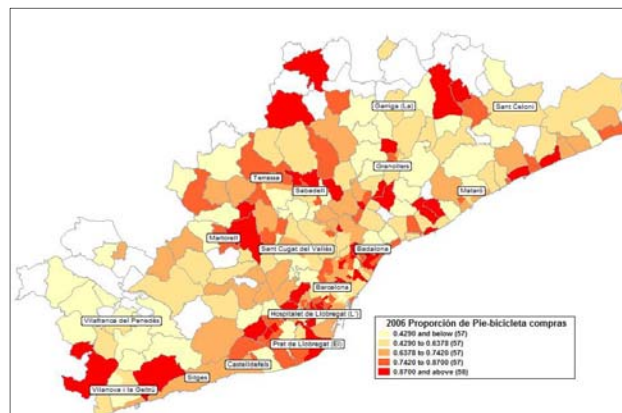 Garriga (La)
Sant Celoni
Granollers
Terrassa
Sabadell
Mataró
Martorell
Sant Cugat del Vallès
Badalona
Barcelona
Hospitalet de Llobregat (L')
Vilafranca del Penedès
Prat de Llobregat (El)
Castelldefels
Sitges
Vilanova i la Geltrú
2006 Proporción de Pie-bicicleta compras
0.4290 and below (57)
0.4290 to 0.6378 (57)
0.6378 to 0.7420 (57)
0.7420 to 0.8700 (57)
0.8700 and above (58)